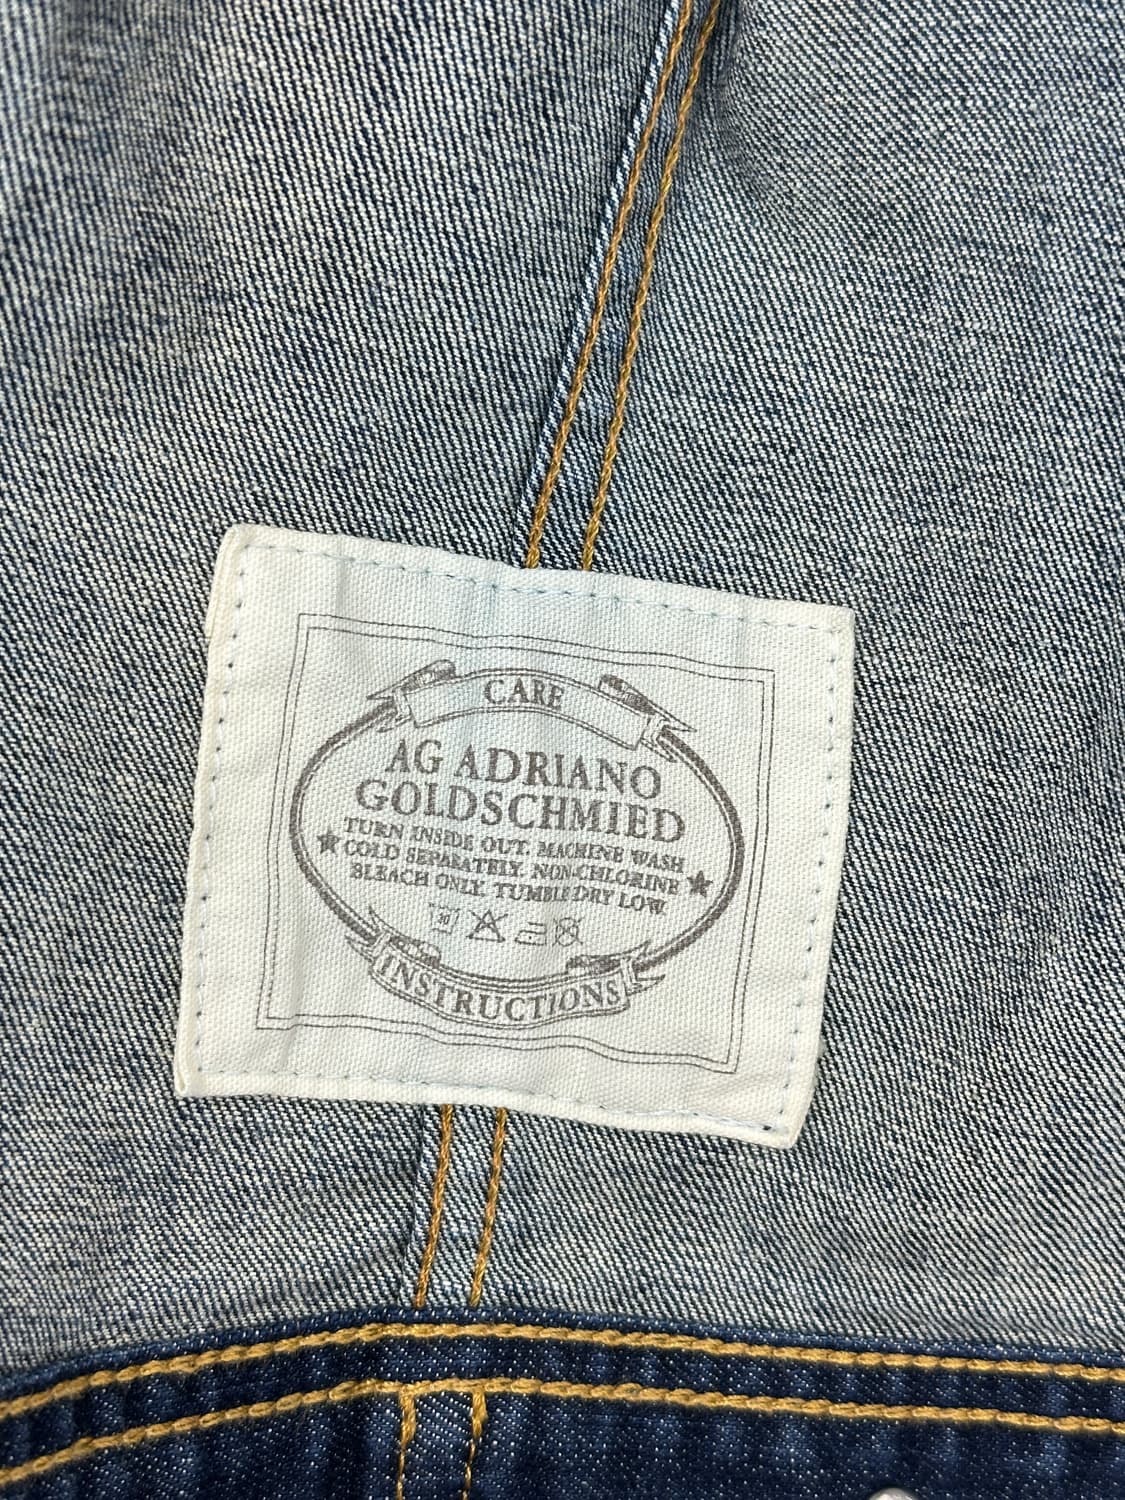 CARE
AG ADRIANO
GOLDSCHMIED
TURN INSIDE OUT. MACHINE WASH
COLD SEPARATELY. NON-CHLORINE
BLEACH ONLY. TUMBLE DRY LOW.
30
INSTRUCTIONS